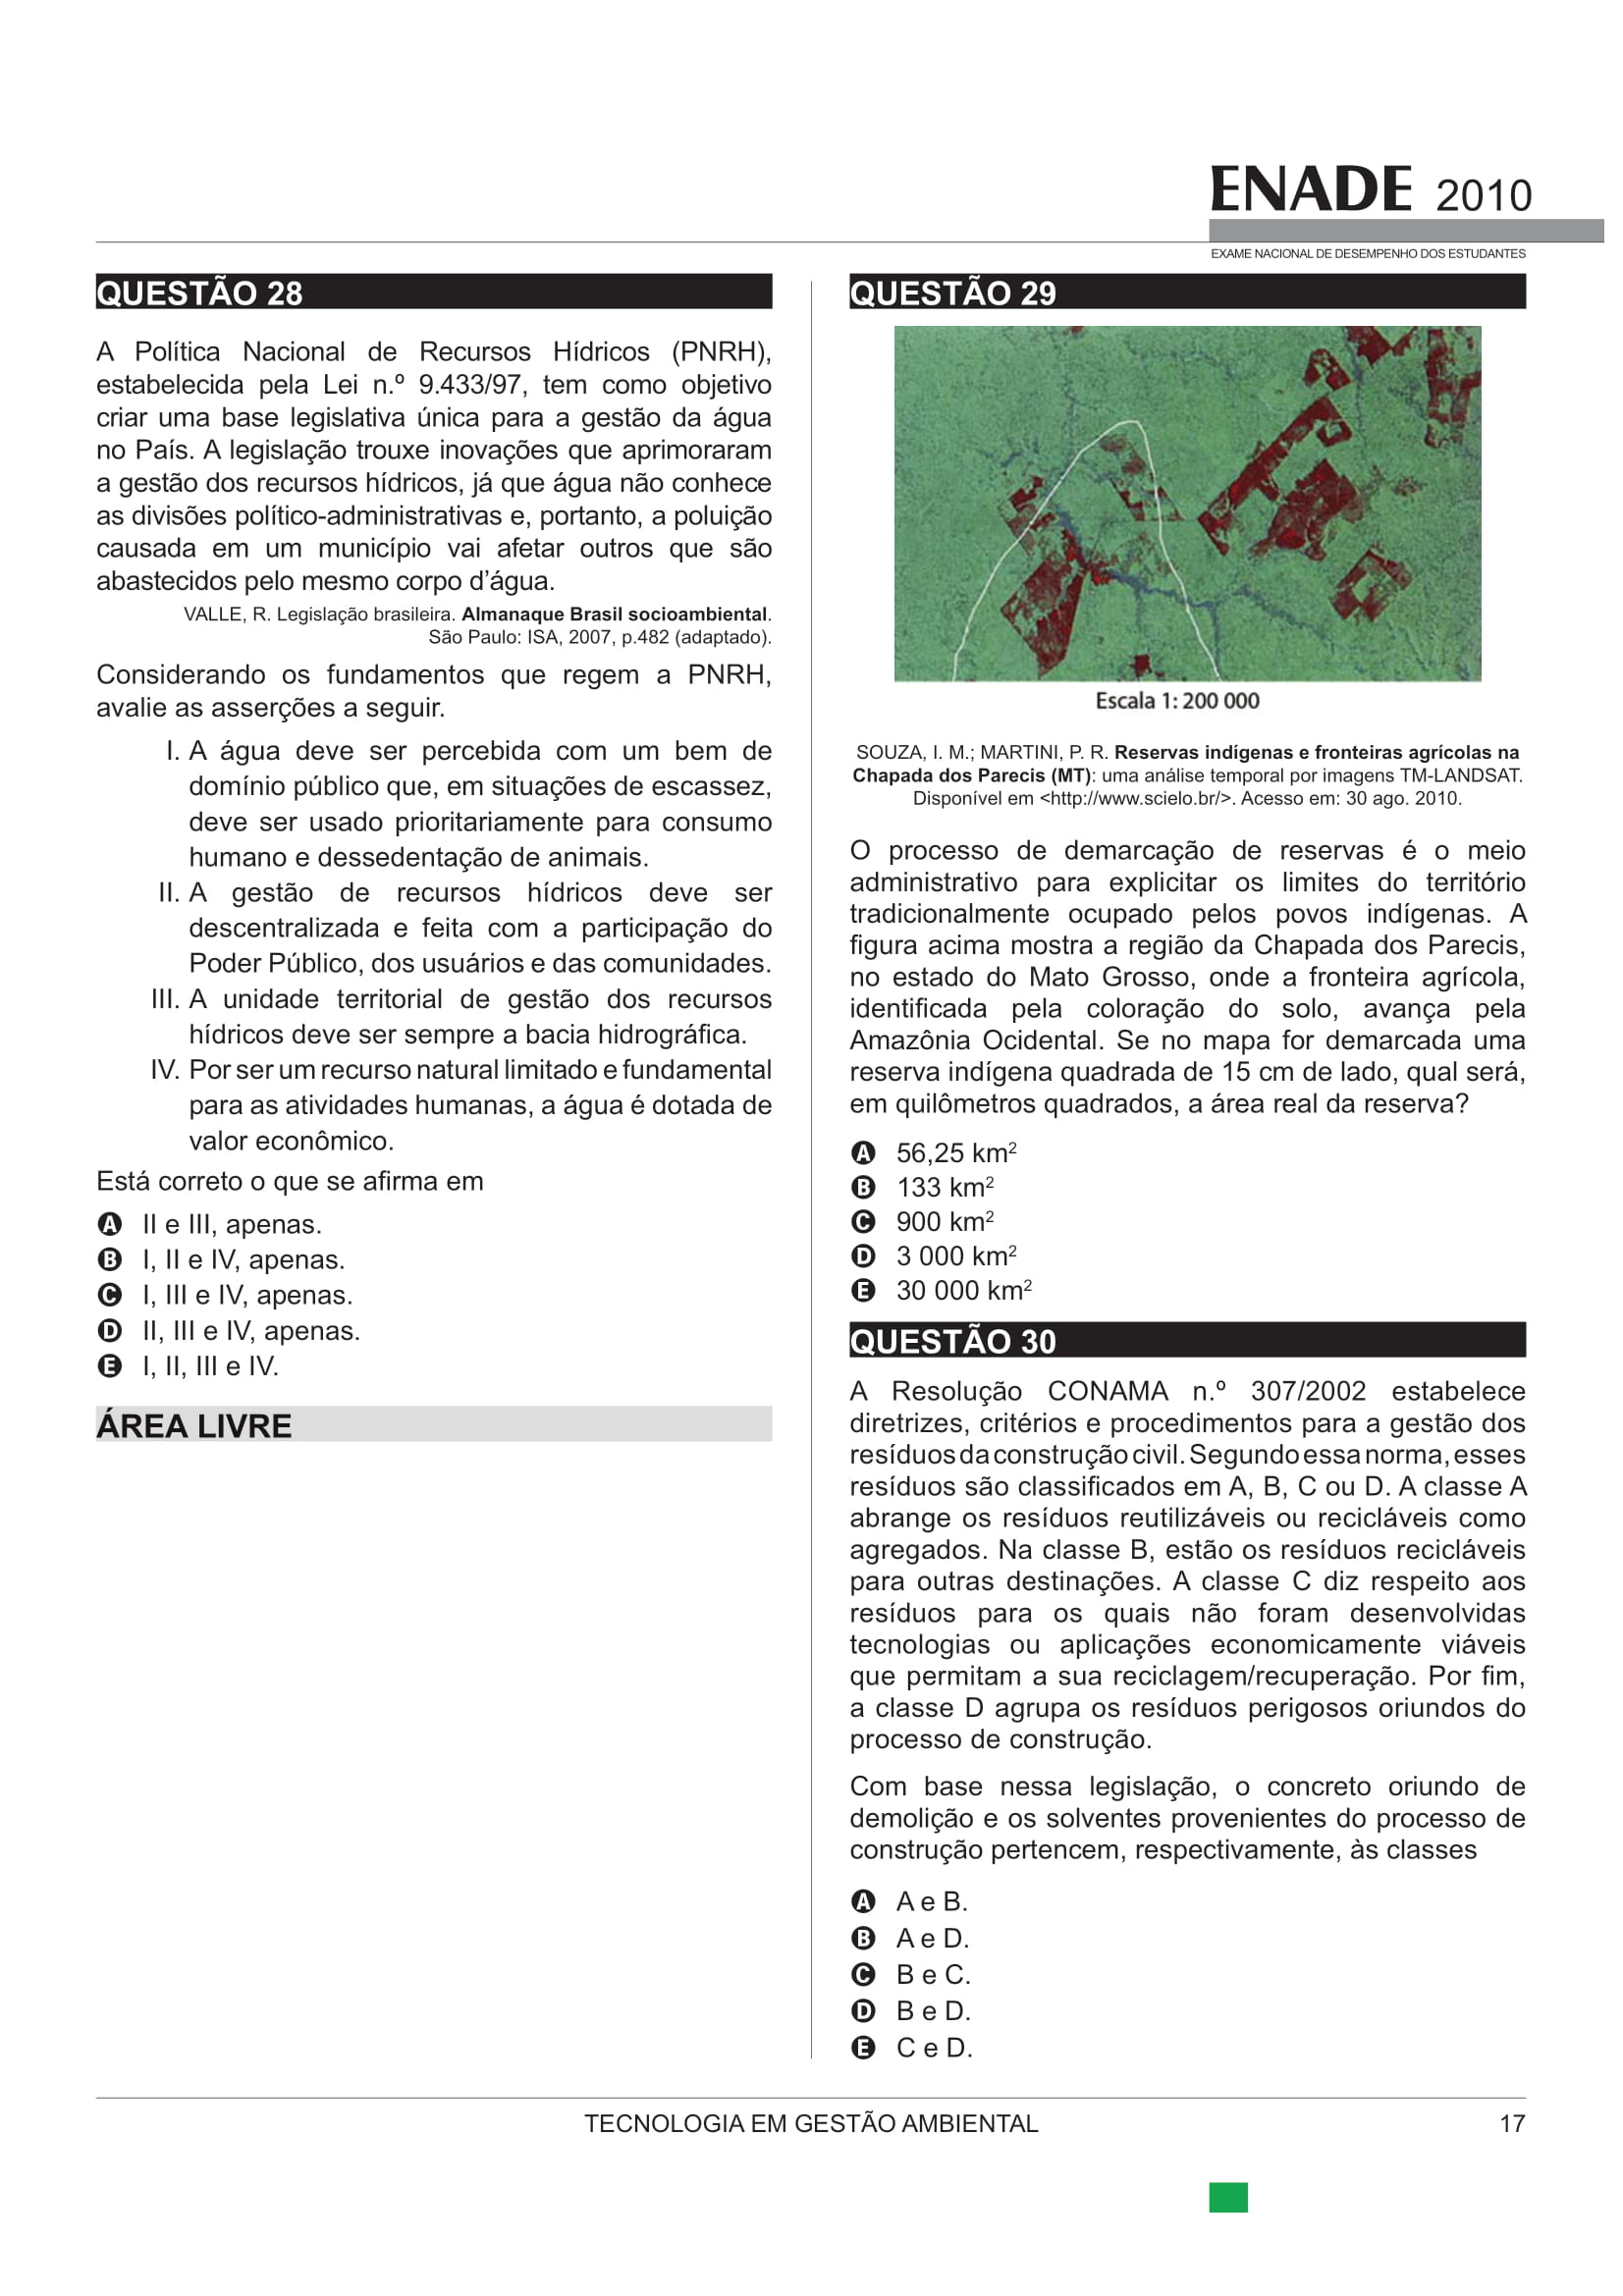 ENADE 2010
EXAME NACIONAL DE DESEMPENHO DOS ESTUDANTES
QUESTÃO 28
A Política Nacional de Recursos Hídricos (PNRH),
estabelecida pela Lei n.º 9.433/97, tem como objetivo
criar uma base legislativa única para a gestão da água
no País. A legislação trouxe inovações que aprimoraram
a gestão dos recursos hídricos, já que água não conhece
as divisões político-administrativas e, portanto, a poluição
causada em um município vai afetar outros que são
abastecidos pelo mesmo corpo d’água.
VALLE, R. Legislação brasileira. Almanaque Brasil socioambiental.
São Paulo: ISA, 2007, p.482 (adaptado).
Considerando os fundamentos que regem a PNRH,
avalie as asserções a seguir.
I. A água deve ser percebida com um bem de
domínio público que, em situações de escassez,
deve ser usado prioritariamente para consumo
humano e dessedentação de animais.
II. A gestão de recursos hídricos deve ser
descentralizada e feita com a participação do
Poder Público, dos usuários e das comunidades.
III. A unidade territorial de gestão dos recursos
hídricos deve ser sempre a bacia hidrográfica.
IV. Por ser um recurso natural limitado e fundamental
para as atividades humanas, a água é dotada de
valor econômico.
Está correto o que se afirma em
A II e III, apenas.
B I, II e IV, apenas.
C I, III e IV, apenas.
D II, III e IV, apenas.
E I, II, III e IV.
ÁREA LIVRE
QUESTÃO 29
Escala 1: 200 000
SOUZA, I. M.; MARTINI, P. R. Reservas indígenas e fronteiras agrícolas na
Chapada dos Parecis (MT): uma análise temporal por imagens TM-LANDSAT.
Disponível em <http://www.scielo.br/>. Acesso em: 30 ago. 2010.
O processo de demarcação de reservas é o meio
administrativo para explicitar os limites do território
tradicionalmente ocupado pelos povos indígenas. A
figura acima mostra a região da Chapada dos Parecis,
no estado do Mato Grosso, onde a fronteira agrícola,
identificada pela coloração do solo, avança pela
Amazônia Ocidental. Se no mapa for demarcada uma
reserva indígena quadrada de 15 cm de lado, qual será,
em quilômetros quadrados, a área real da reserva?
A 56,25 km²
B 133 km²
C 900 km²
D 3 000 km²
E 30 000 km²
QUESTÃO 30
A Resolução CONAMA n.º 307/2002 estabelece
diretrizes, critérios e procedimentos para a gestão dos
resíduos da construção civil. Segundo essa norma, esses
resíduos são classificados em A, B, C ou D. A classe A
abrange os resíduos reutilizáveis ou recicláveis como
agregados. Na classe B, estão os resíduos recicláveis
para outras destinações. A classe C diz respeito aos
resíduos para os quais não foram desenvolvidas
tecnologias ou aplicações economicamente viáveis
que permitam a sua reciclagem/recuperação. Por fim,
a classe D agrupa os resíduos perigosos oriundos do
processo de construção.
Com base nessa legislação, o concreto oriundo de
demolição e os solventes provenientes do processo de
construção pertencem, respectivamente, às classes
A A e B.
B A e D.
C B e C.
D B e D.
E C e D.
TECNOLOGIA EM GESTÃO AMBIENTAL
17